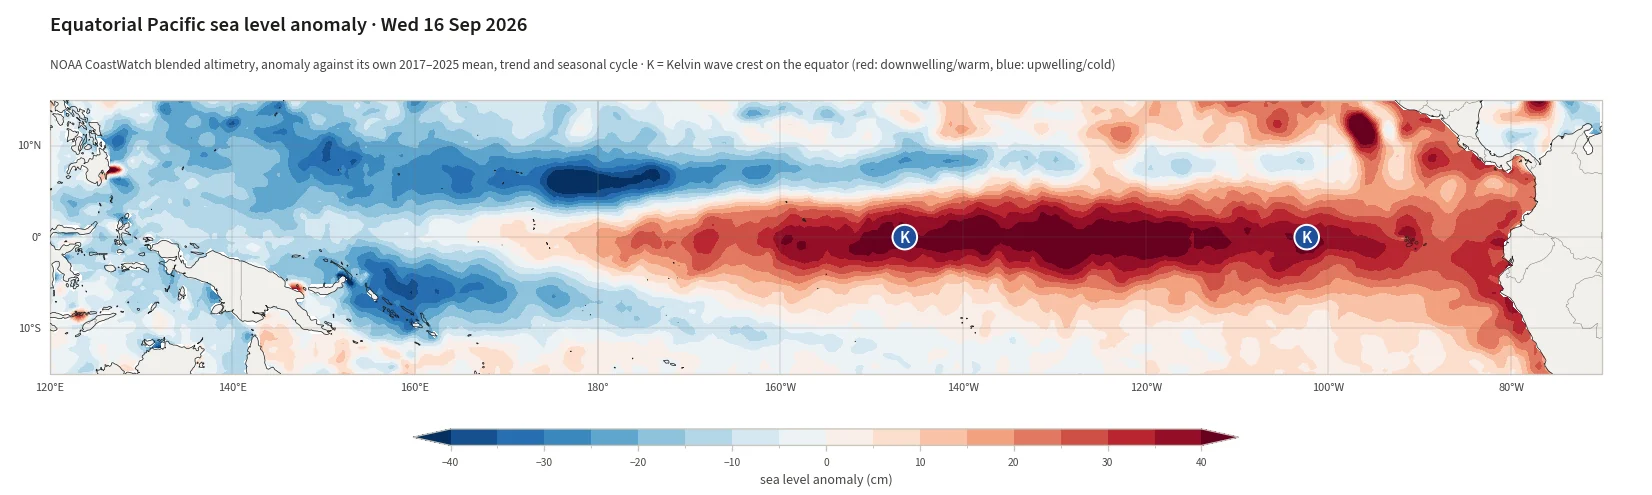 Equatorial Pacific sea level anomaly · Wed 16 Sep 2026
NOAA CoastWatch blended altimetry, anomaly against its own 2017–2025 mean, trend and seasonal cycle · K = Kelvin wave crest on the equator (red: downwelling/warm, blue: upwelling/cold)
10°N
0°
K K
10°S
120°E 140°E 160°E 180° 160°W 140°W 120°W 100°W 80°W
−40 −30 −20 −10 0 10 20 30 40
sea level anomaly (cm)